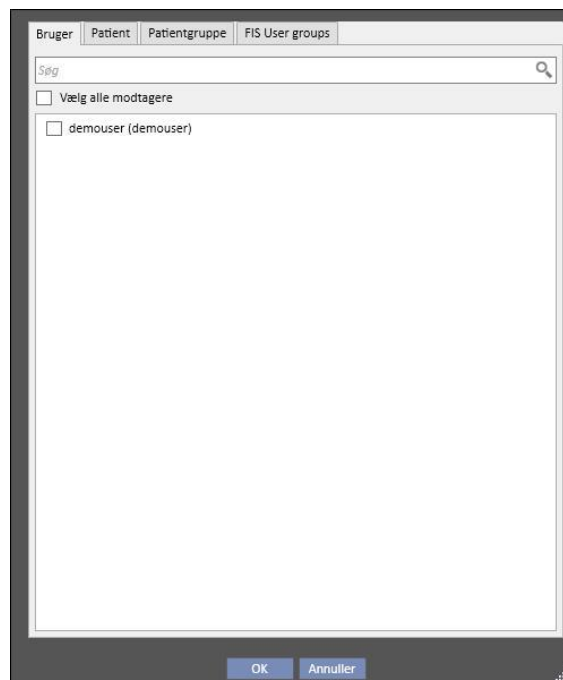 Bruger Patient Patientgruppe FIS User groups
Søg
Vælg alle modtagere
demouser (demouser)
OK Annuller